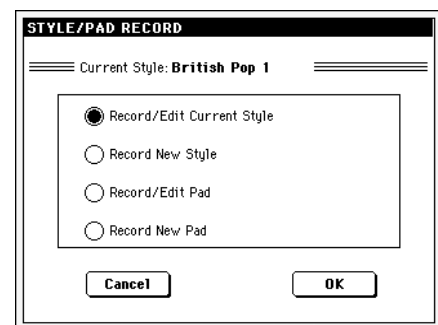 STYLE/PAD RECORD
Current Style: British Pop 1
Record/Edit Current Style
Record New Style
Record/Edit Pad
Record New Pad
Cancel OK